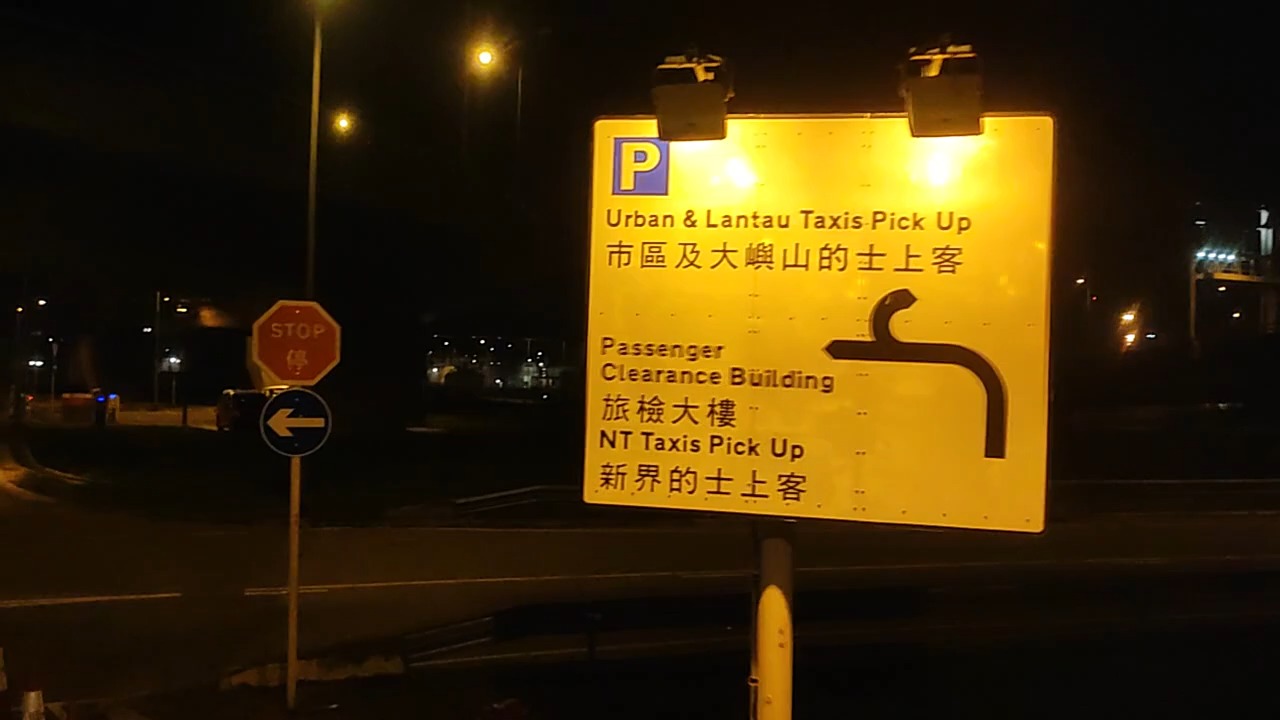 P
Urban & Lantau Taxis Pick Up
市區及大嶼山的士上客
Passenger
Clearance Building
旅檢大樓
NT Taxis Pick Up
新界的士上客
STOP
停